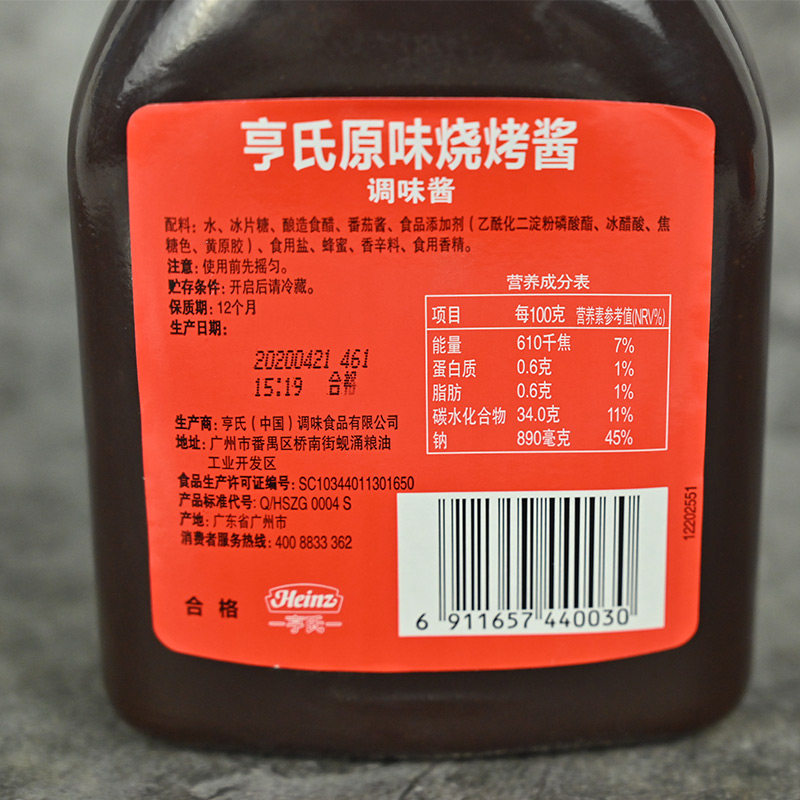 亨氏原味烧烤酱
调味酱
配料：水、冰片糖、酿造食醋、番茄酱、食品添加剂（乙酰化二淀粉磷酸酯、冰醋酸、焦
糖色、黄原胶）、食用盐、蜂蜜、香辛料、食用香精。
注意：使用前先摇匀。
贮存条件：开启后请冷藏。
保质期：12个月
生产日期：
20200421 461
15:19 合格
营养成分表
项目 每100克 营养素参考值(NRV%)
能量 610千焦 7%
蛋白质 0.6克 1%
脂肪 0.6克 1%
碳水化合物 34.0克 11%
钠 890毫克 45%
生产商：亨氏（中国）调味食品有限公司
地址：广州市番禺区桥南街蚬涌粮油
工业开发区
食品生产许可证编号：SC10344011301650
产品标准代号：Q/HSZG 0004 S
产地：广东省广州市
消费者服务热线：400 8833 362
合格
Heinz
亨氏
6 911657 440030
12202551